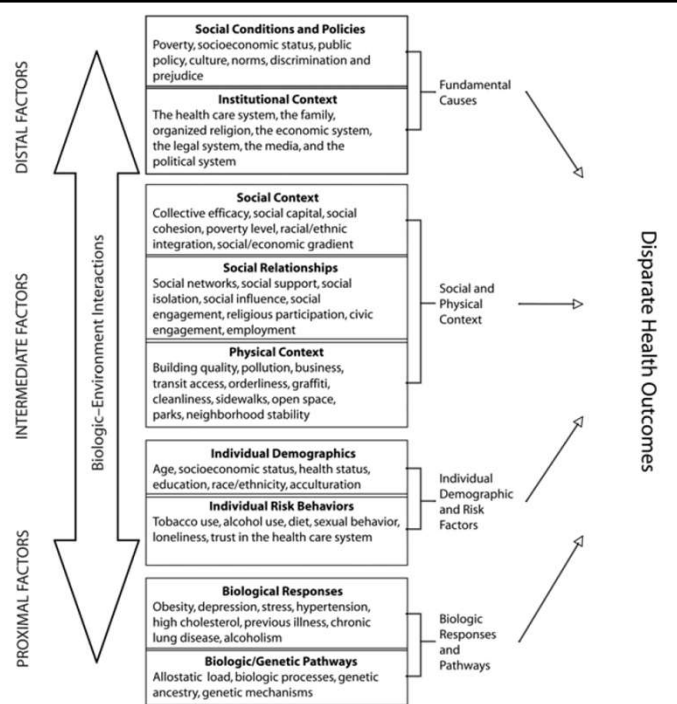 DISTAL FACTORS
INTERMEDIATE FACTORS
PROXIMAL FACTORS
Biologic–Environment Interactions
Social Conditions and Policies
Poverty, socioeconomic status, public
policy, culture, norms, discrimination and
prejudice
Institutional Context
The health care system, the family,
organized religion, the economic system,
the legal system, the media, and the
political system
Fundamental
Causes
Social Context
Collective efficacy, social capital, social
cohesion, poverty level, racial/ethnic
integration, social/economic gradient
Social Relationships
Social networks, social support, social
isolation, social influence, social
engagement, religious participation, civic
engagement, employment
Physical Context
Building quality, pollution, business,
transit access, orderliness, graffiti,
cleanliness, sidewalks, open space,
parks, neighborhood stability
Social and
Physical
Context
Individual Demographics
Age, socioeconomic status, health status,
education, race/ethnicity, acculturation
Individual Risk Behaviors
Tobacco use, alcohol use, diet, sexual behavior,
loneliness, trust in the health care system
Individual
Demographic
and Risk
Factors
Biological Responses
Obesity, depression, stress, hypertension,
high cholesterol, previous illness, chronic
lung disease, alcoholism
Biologic/Genetic Pathways
Allostatic load, biologic processes, genetic
ancestry, genetic mechanisms
Biologic
Responses
and
Pathways
Disparate Health Outcomes